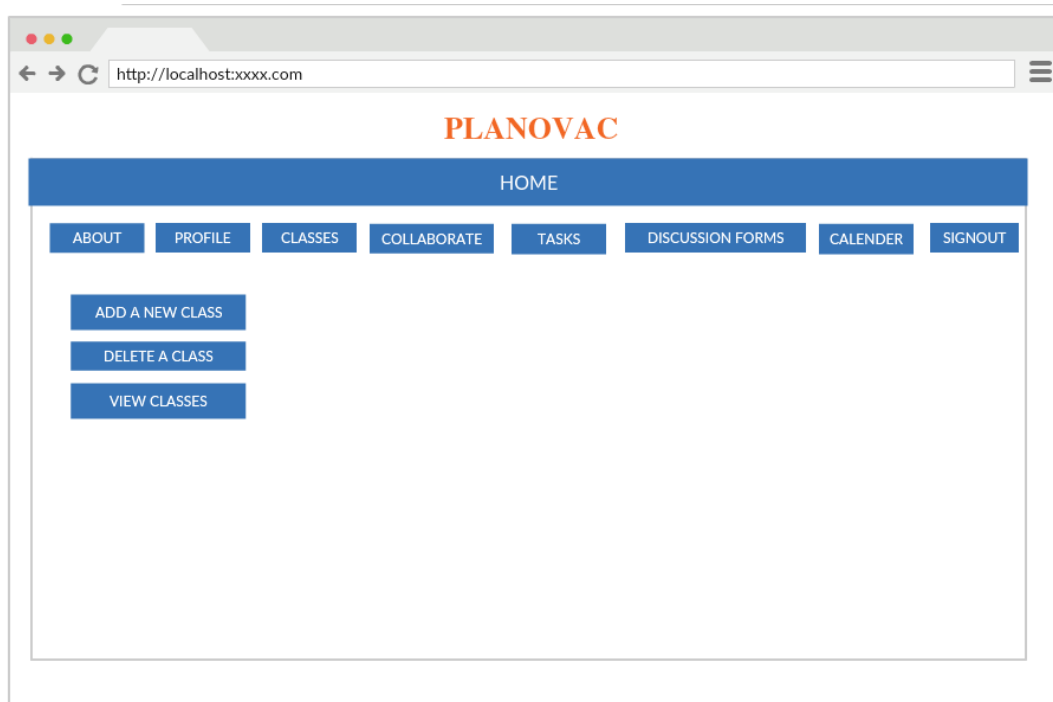 http://localhost:xxxx.com
PLANOVAC
HOME
ABOUT PROFILE CLASSES COLLABORATE TASKS DISCUSSION FORMS CALENDER SIGNOUT
ADD A NEW CLASS
DELETE A CLASS
VIEW CLASSES